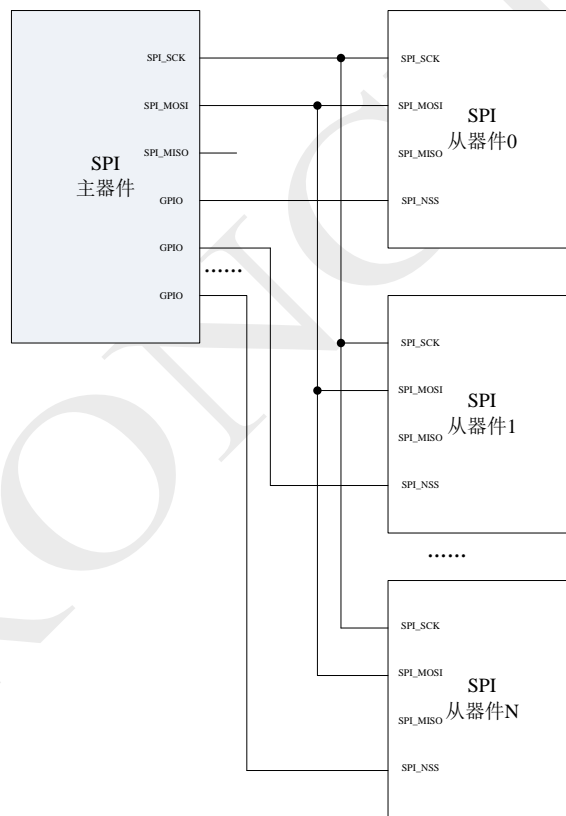 SPI_SCK
SPI_MOSI
SPI_MISO
GPIO
GPIO
GPIO
SPI
主器件
......
SPI_SCK
SPI_MOSI
SPI_MISO
SPI_NSS
SPI
从器件0
SPI_SCK
SPI_MOSI
SPI_MISO
SPI_NSS
SPI
从器件1
......
SPI_SCK
SPI_MOSI
SPI_MISO
SPI_NSS
SPI
从器件N